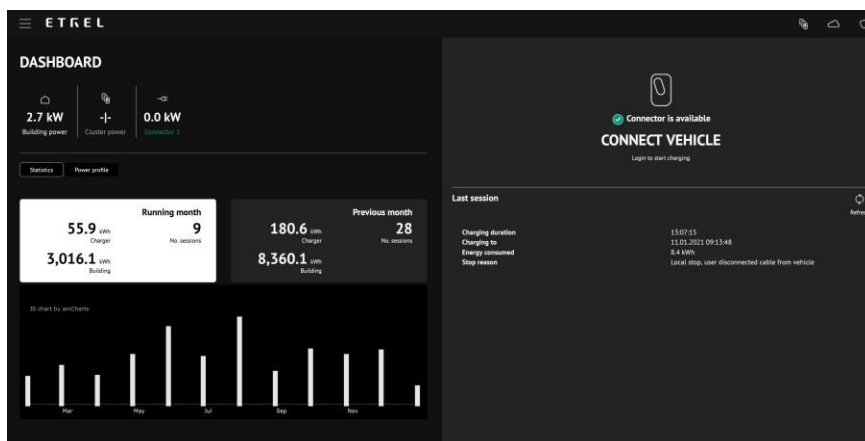 ETREL
DASHBOARD
2.7 kW
Building power
-|-
Cluster power
0.0 kW
Connector 1
Statistics
Power profile
Running month
55.9 kWh
Charger
9
No. sessions
3,016.1 kWh
Building
Previous month
180.6 kWh
Charger
28
No. sessions
8,360.1 kWh
Building
JS chart by amCharts
Mar May Jul Sep Nov
Connector is available
CONNECT VEHICLE
Login to start charging
Last session
Refresh
Charging duration 13:07:15
Charging to 11.01.2021 09:13:48
Energy consumed 8.4 kWh
Stop reason Local stop, user disconnected cable from vehicle